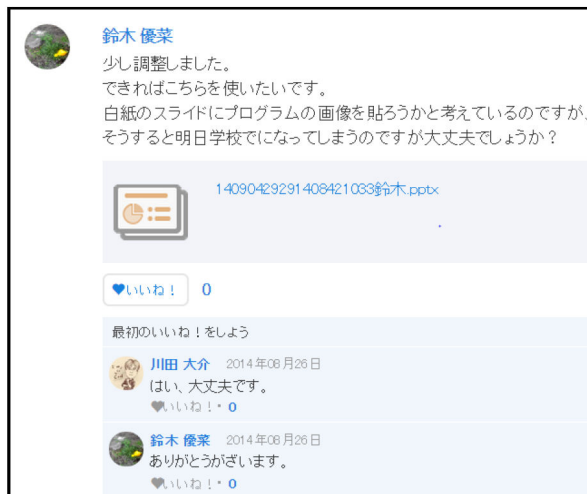 鈴木 優菜
少し調整しました。
できればこちらを使いたいです。
白紙のスライドにプログラムの画像を貼ろうかと考えているのですが、
そうすると明日学校でになってしまうのですが大丈夫でしょうか？
14090429291408421033鈴木.pptx
♥いいね！ 0
最初のいいね！をしよう
川田 大介 2014年08月26日
はい、大丈夫です。
♥いいね！・0
鈴木 優菜 2014年08月26日
ありがとうがざいます。
♥いいね！・0